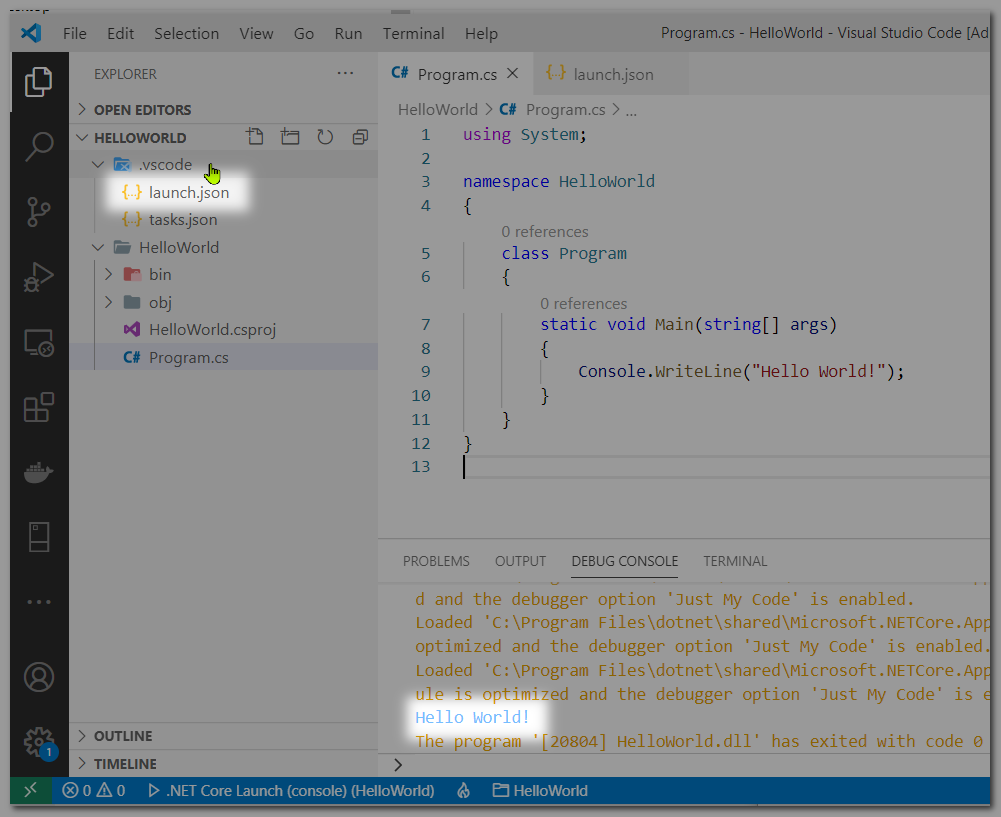 File Edit Selection View Go Run Terminal Help Program.cs - HelloWorld - Visual Studio Code [Ad
EXPLORER
OPEN EDITORS
HELLOWORLD
.vscode
{..} launch.json
{..} tasks.json
HelloWorld
bin
obj
HelloWorld.csproj
C# Program.cs
OUTLINE
TIMELINE
C# Program.cs {..} launch.json
HelloWorld > C# Program.cs > ...
1 using System;
2
3 namespace HelloWorld
4 {
0 references
5 class Program
6 {
0 references
7 static void Main(string[] args)
8 {
9 Console.WriteLine("Hello World!");
10 }
11 }
12 }
13
PROBLEMS OUTPUT DEBUG CONSOLE TERMINAL
d and the debugger option 'Just My Code' is enabled.
Loaded 'C:\Program Files\dotnet\shared\Microsoft.NETCore.App
optimized and the debugger option 'Just My Code' is enabled.
Loaded 'C:\Program Files\dotnet\shared\Microsoft.NETCore.App
ule is optimized and the debugger option 'Just My Code' is e
Hello World!
The program '[20804] HelloWorld.dll' has exited with code 0
>
1
0 0 .NET Core Launch (console) (HelloWorld) HelloWorld